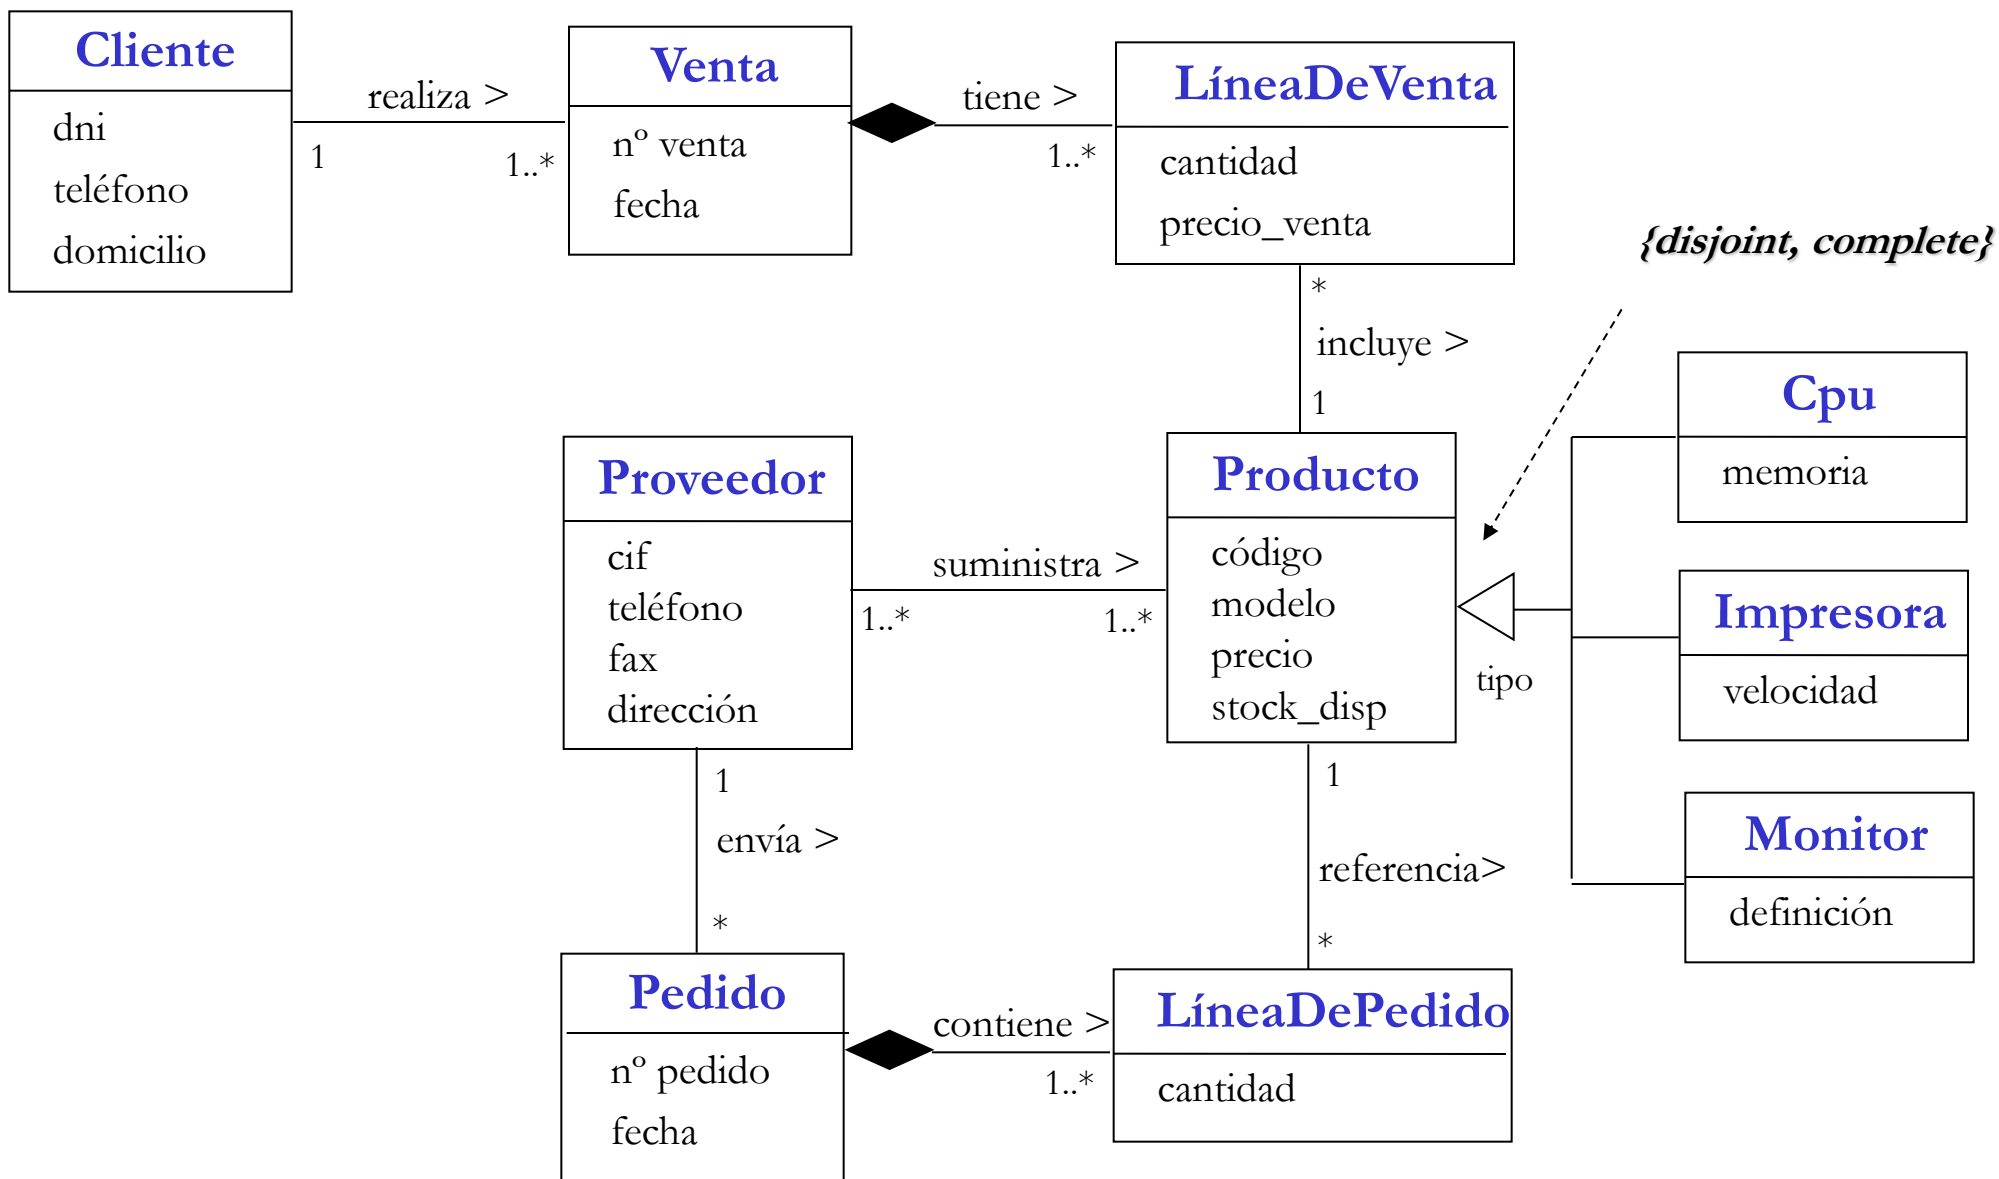 Cliente
dni
teléfono
domicilio
realiza >
1
1..*
Venta
nº venta
fecha
tiene >
1..*
LíneaDeVenta
cantidad
precio_venta
{disjoint, complete}
*
incluye >
1
Proveedor
cif
teléfono
fax
dirección
suministra >
1..*
1..*
Producto
código
modelo
precio
stock_disp
tipo
Cpu
memoria
Impresora
velocidad
Monitor
definición
1
envía >
*
1
referencia>
*
Pedido
nº pedido
fecha
contiene >
1..*
LíneaDePedido
cantidad